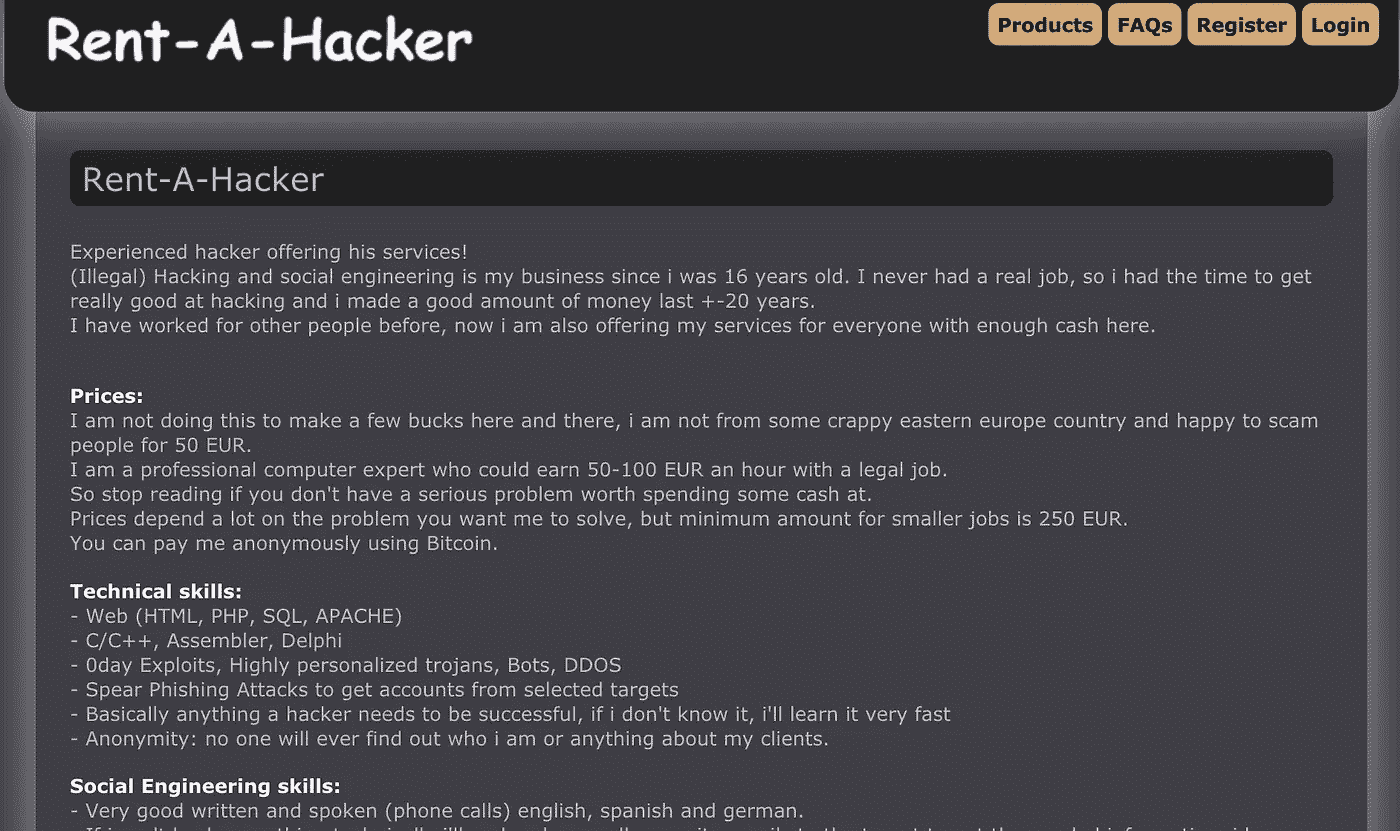 Rent-A-Hacker
Products FAQs Register Login
Rent-A-Hacker
Experienced hacker offering his services!
(Illegal) Hacking and social engineering is my business since i was 16 years old. I never had a real job, so i had the time to get
really good at hacking and i made a good amount of money last +-20 years.
I have worked for other people before, now i am also offering my services for everyone with enough cash here.
Prices:
I am not doing this to make a few bucks here and there, i am not from some crappy eastern europe country and happy to scam
people for 50 EUR.
I am a professional computer expert who could earn 50-100 EUR an hour with a legal job.
So stop reading if you don't have a serious problem worth spending some cash at.
Prices depend a lot on the problem you want me to solve, but minimum amount for smaller jobs is 250 EUR.
You can pay me anonymously using Bitcoin.
Technical skills:
- Web (HTML, PHP, SQL, APACHE)
- C/C++, Assembler, Delphi
- 0day Exploits, Highly personalized trojans, Bots, DDOS
- Spear Phishing Attacks to get accounts from selected targets
- Basically anything a hacker needs to be successful, if i don't know it, i'll learn it very fast
- Anonymity: no one will ever find out who i am or anything about my clients.
Social Engineering skills:
- Very good written and spoken (phone calls) english, spanish and german.